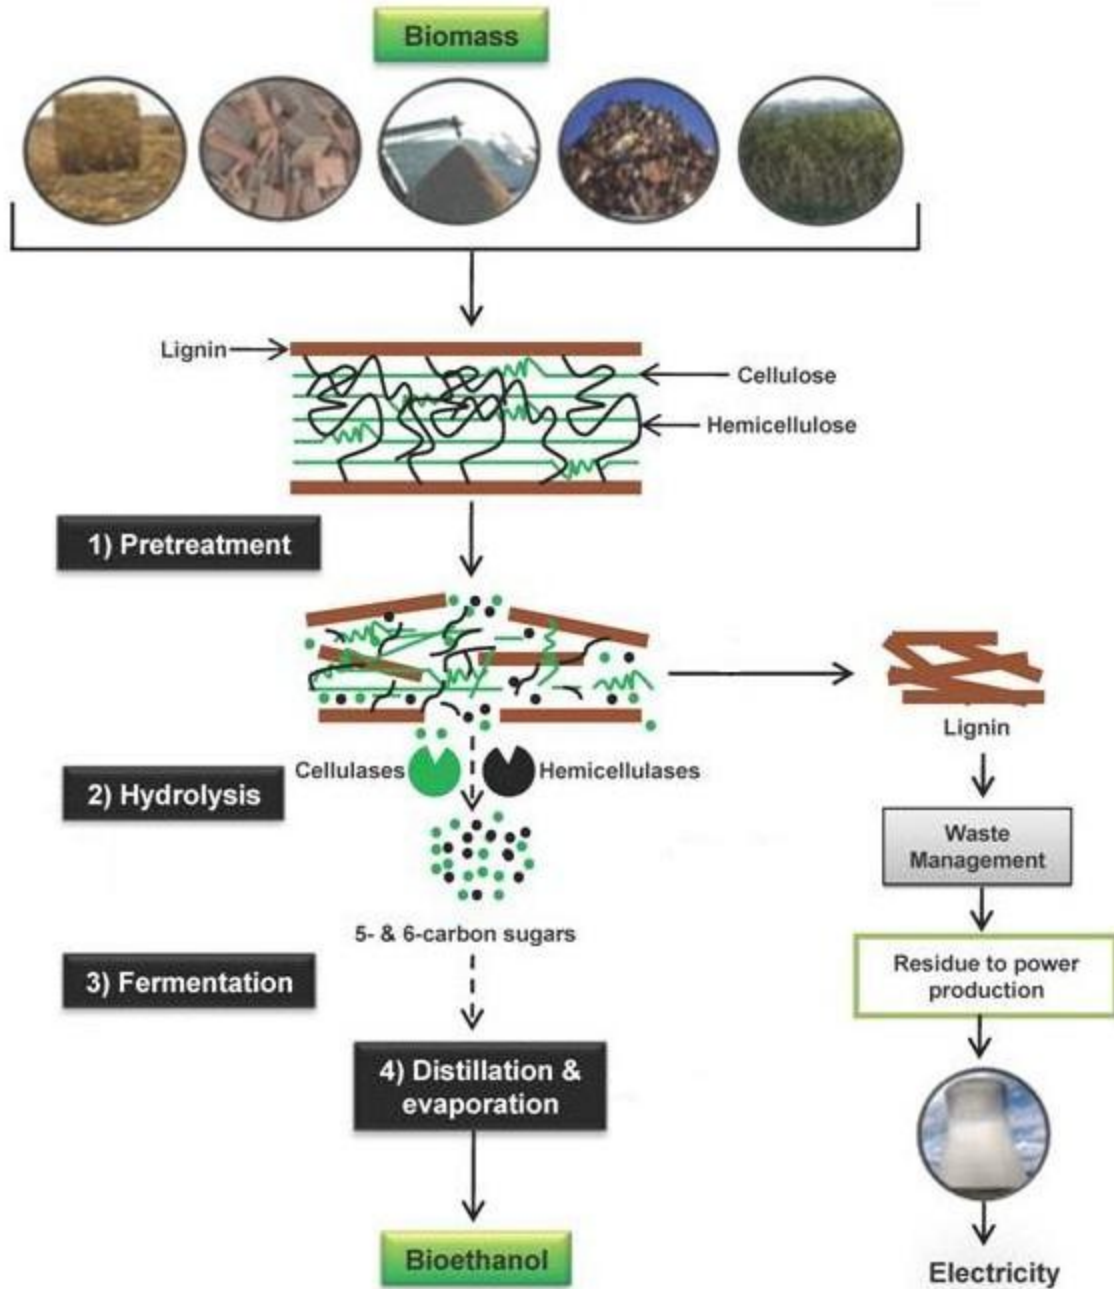 Biomass
Lignin
Cellulose
Hemicellulose
1) Pretreatment
Lignin
Cellulases
Hemicellulases
2) Hydrolysis
Waste
Management
5- & 6-carbon sugars
3) Fermentation
Residue to power
production
4) Distillation &
evaporation
Bioethanol
Electricity